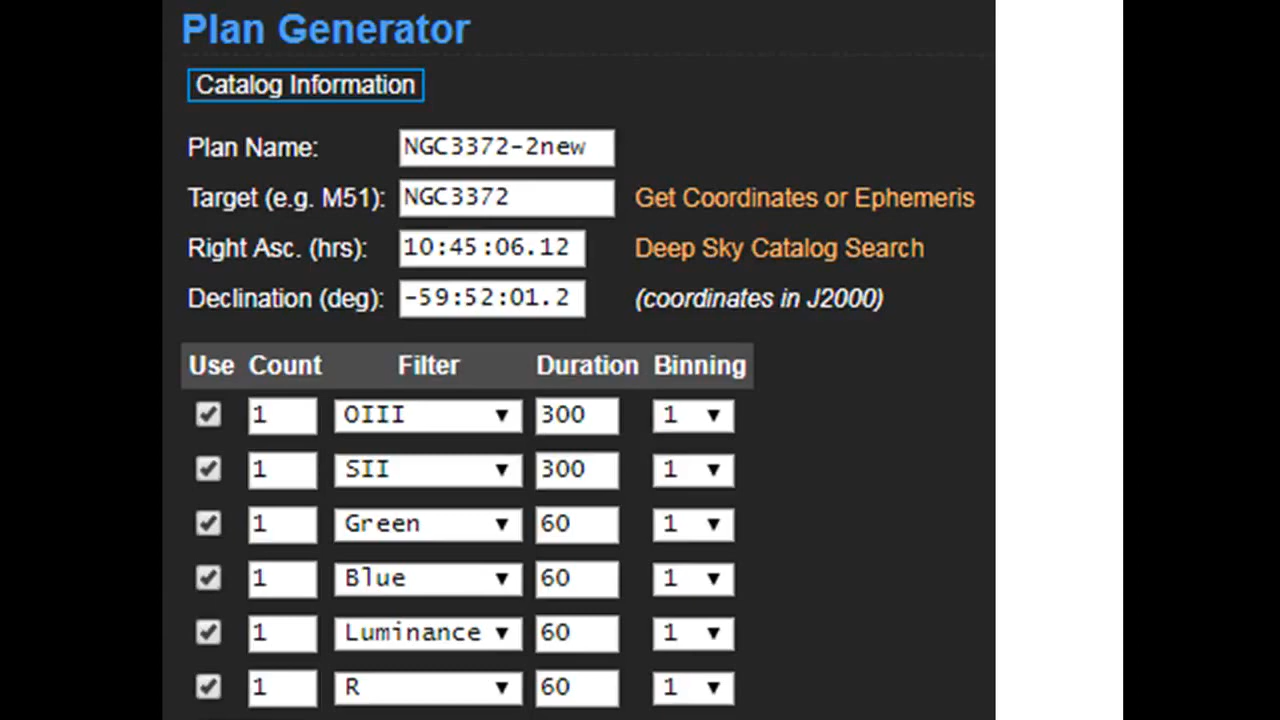 Plan Generator
Catalog Information
Plan Name: NGC3372-2new
Target (e.g. M51): NGC3372 Get Coordinates or Ephemeris
Right Asc. (hrs): 10:45:06.12 Deep Sky Catalog Search
Declination (deg): -59:52:01.2 (coordinates in J2000)
Use Count Filter Duration Binning
1 OIII 300 1
1 SII 300 1
1 Green 60 1
1 Blue 60 1
1 Luminance 60 1
1 R 60 1